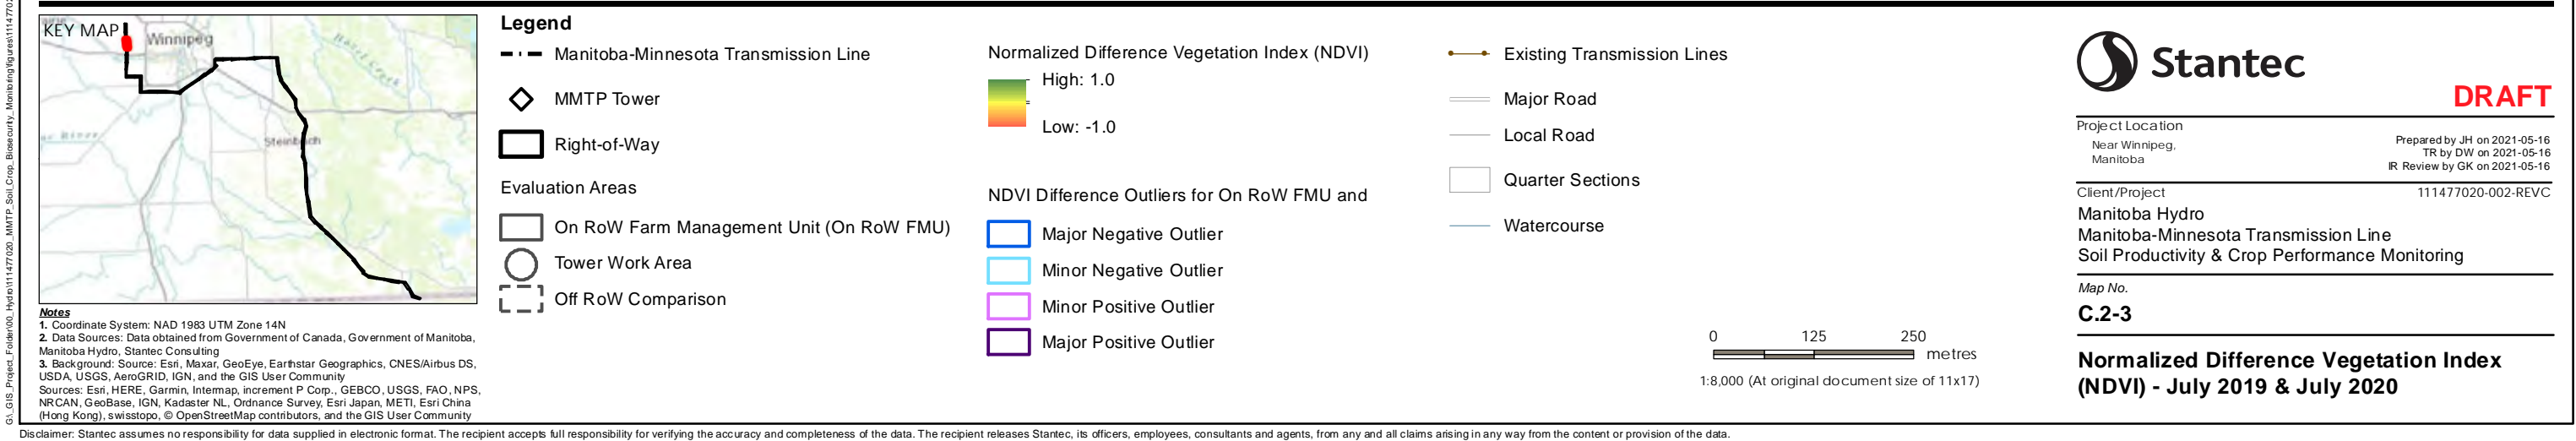 KEY MAP
Winnipeg
Steinbach
Notes
1. Coordinate System: NAD 1983 UTM Zone 14N
2. Data Sources: Data obtained from Government of Canada, Government of Manitoba,
Manitoba Hydro, Stantec Consulting
3. Background: Source: Esri, Maxar, GeoEye, Earthstar Geographics, CNES/Airbus DS,
USDA, USGS, AeroGRID, IGN, and the GIS User Community
Sources: Esri, HERE, Garmin, Intermap, increment P Corp., GEBCO, USGS, FAO, NPS,
NRCAN, GeoBase, IGN, Kadaster NL, Ordnance Survey, Esri Japan, METI, Esri China
(Hong Kong), swisstopo, © OpenStreetMap contributors, and the GIS User Community
Legend
Manitoba-Minnesota Transmission Line
MMTP Tower
Right-of-Way
Evaluation Areas
On RoW Farm Management Unit (On RoW FMU)
Tower Work Area
Off RoW Comparison
Normalized Difference Vegetation Index (NDVI)
High: 1.0
Low: -1.0
NDVI Difference Outliers for On RoW FMU and
Major Negative Outlier
Minor Negative Outlier
Minor Positive Outlier
Major Positive Outlier
Existing Transmission Lines
Major Road
Local Road
Quarter Sections
Watercourse
0 125 250
metres
1:8,000 (At original document size of 11x17)
Stantec
DRAFT
Project Location
Near Winnipeg,
Manitoba
Prepared by JH on 2021-05-16
TR by DW on 2021-05-16
IR Review by GK on 2021-05-16
Client/Project 111477020-002-REVC
Manitoba Hydro
Manitoba-Minnesota Transmission Line
Soil Productivity & Crop Performance Monitoring
Map No.
C.2-3
Normalized Difference Vegetation Index
(NDVI) - July 2019 & July 2020
Disclaimer: Stantec assumes no responsibility for data supplied in electronic format. The recipient accepts full responsibility for verifying the accuracy and completeness of the data. The recipient releases Stantec, its officers, employees, consultants and agents, from any and all claims arising in any way from the content or provision of the data.